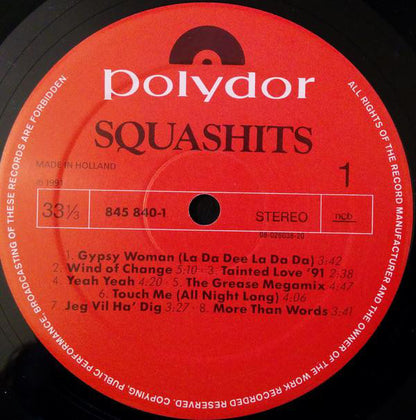 polydor
SQUASHITS
MADE IN HOLLAND
℗ 1991
1
33⅓
845 840-1
STEREO
ncb
08-026038-20
1. Gypsy Woman (La Da Dee La Da Da) 3:42
2. Wind of Change 5:10 · 3. Tainted Love '91 2:38
4. Yeah Yeah 4:20 · 5. The Grease Megamix 4:47
6. Touch Me (All Night Long) 4:06
7. Jeg Vil Ha' Dig 3:27 · 8. More Than Words 3:41
ALL RIGHTS OF THE RECORD MANUFACTURER AND THE OWNER OF THE WORK RECORDED RESERVED. COPYING, PUBLIC PERFORMANCE, BROADCASTING OF THESE RECORDS ARE FORBIDDEN.